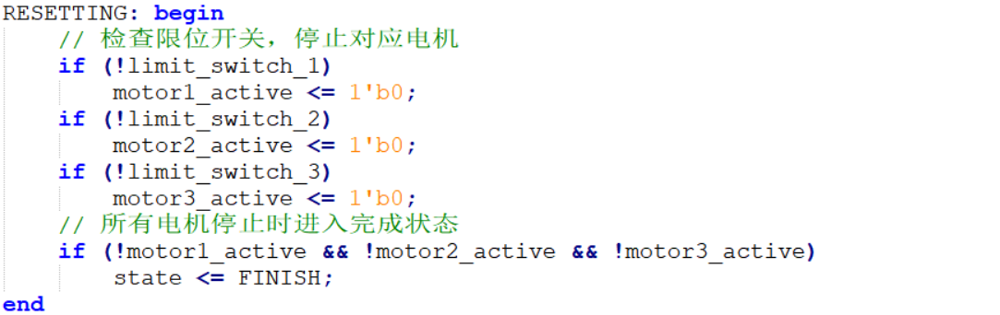 RESETTING: begin
// 检查限位开关，停止对应电机
if (!limit_switch_1)
motor1_active <= 1'b0;
if (!limit_switch_2)
motor2_active <= 1'b0;
if (!limit_switch_3)
motor3_active <= 1'b0;
// 所有电机停止时进入完成状态
if (!motor1_active && !motor2_active && !motor3_active)
state <= FINISH;
end